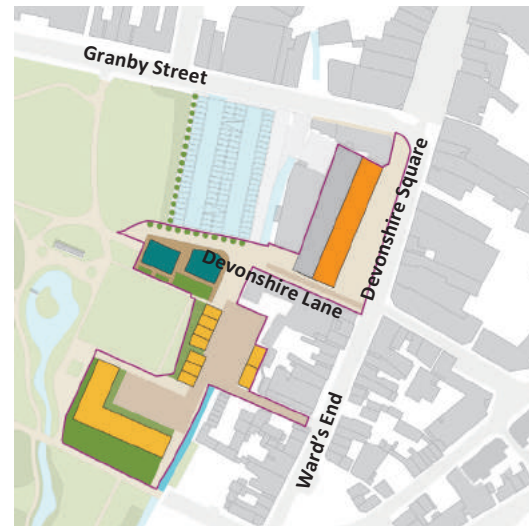 Granby Street
Devonshire Square
Devonshire Lane
Ward's End